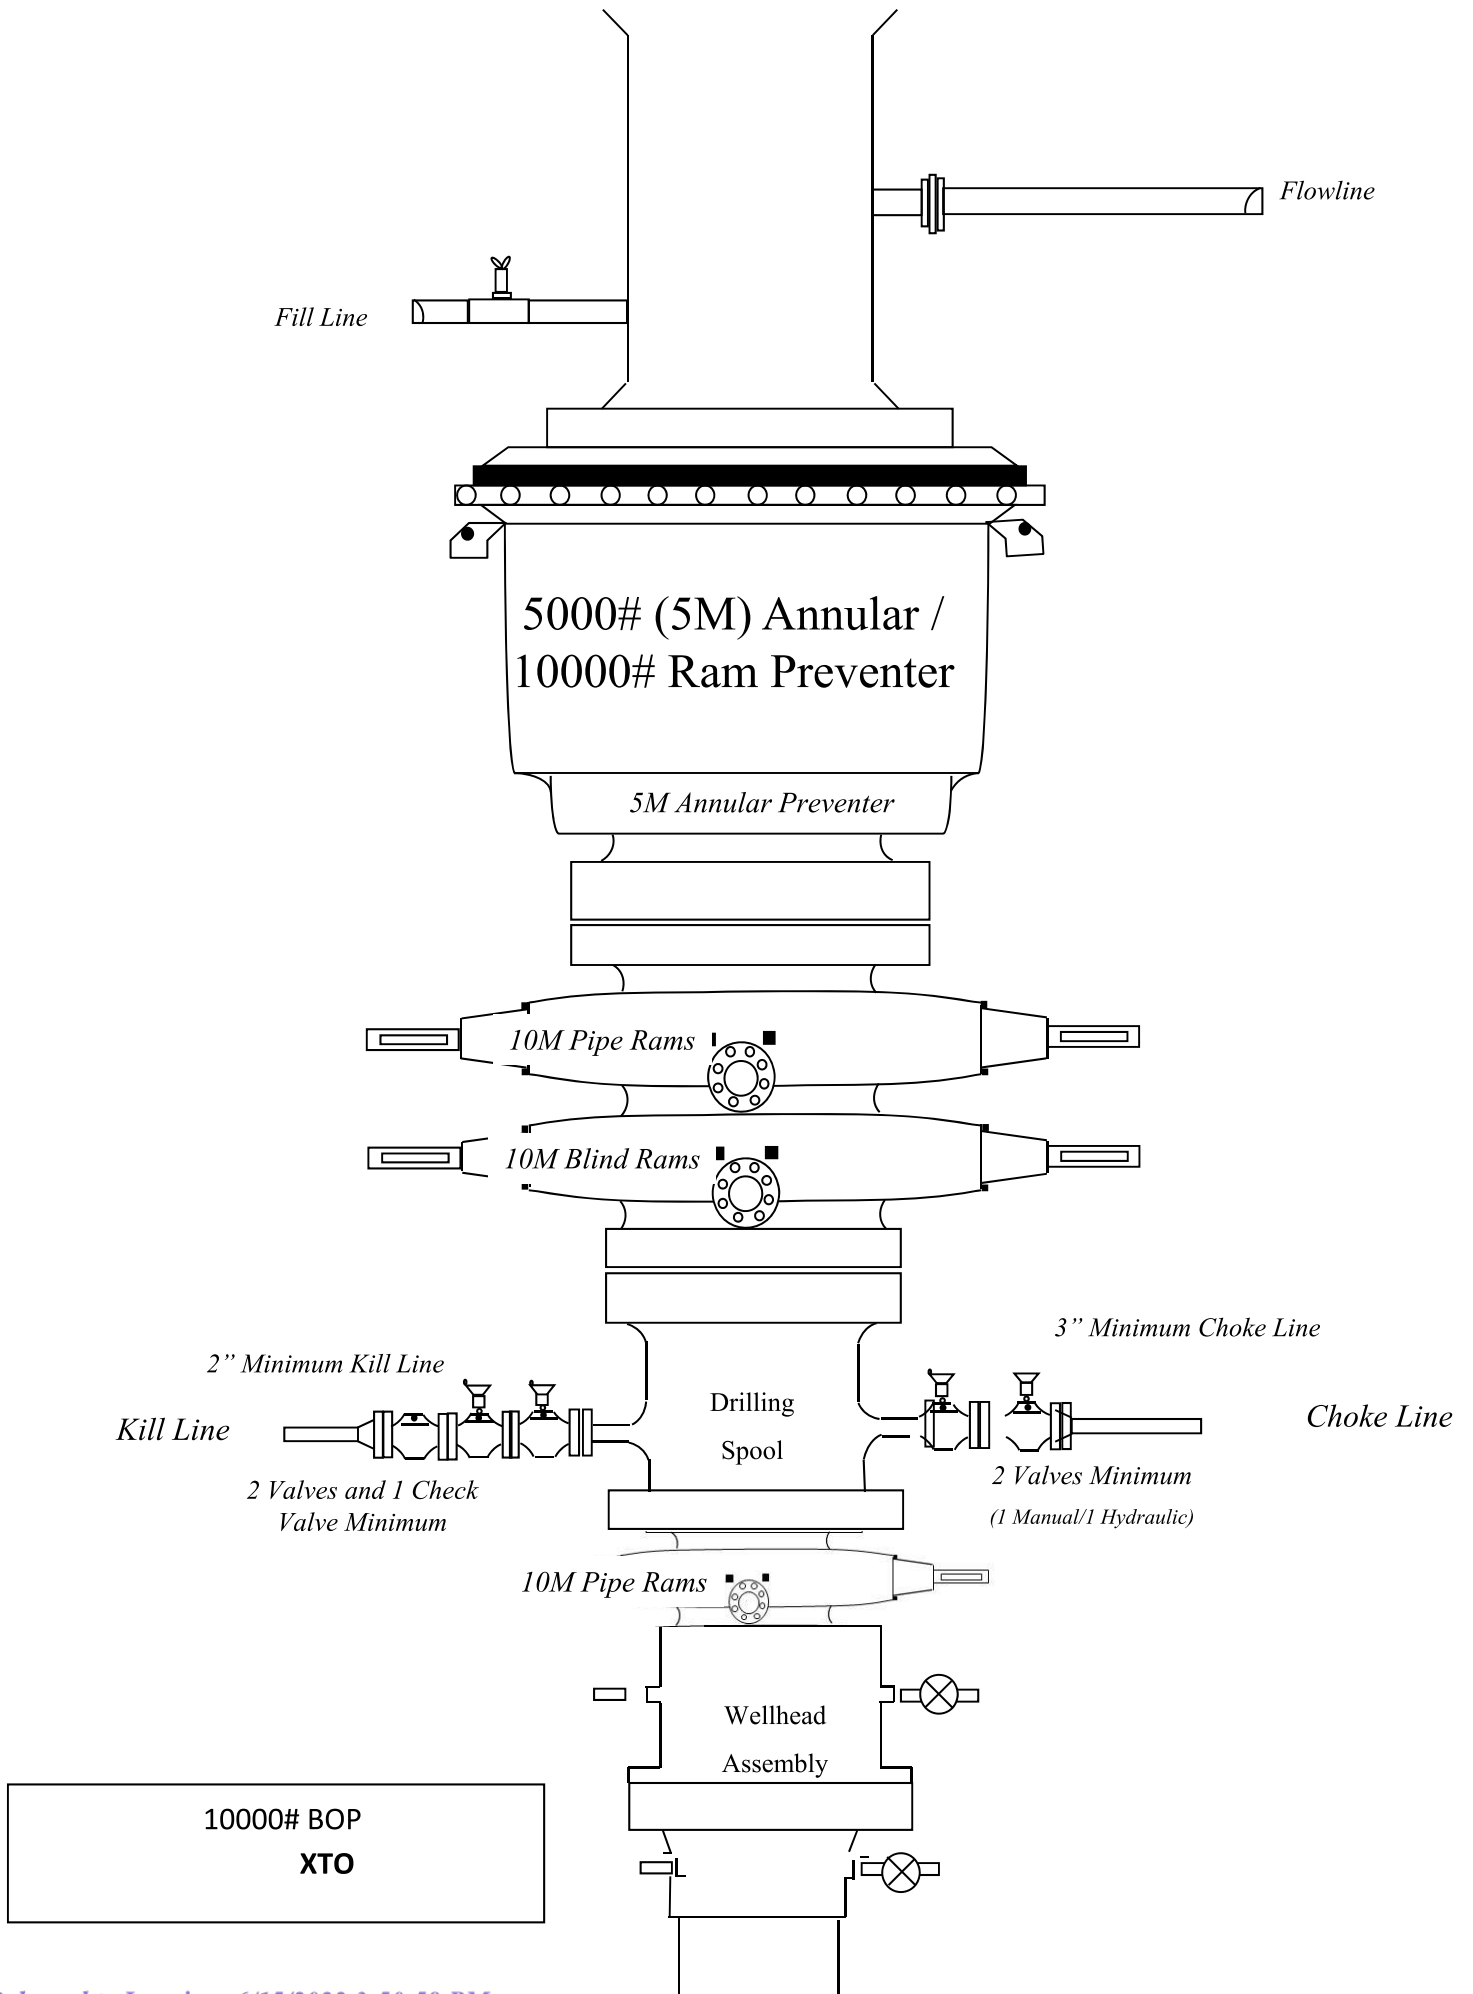 Flowline
Fill Line
5000# (5M) Annular /
10000# Ram Preventer
5M Annular Preventer
10M Pipe Rams
10M Blind Rams
3” Minimum Choke Line
2” Minimum Kill Line
Drilling
Spool
Kill Line
Choke Line
2 Valves and 1 Check
Valve Minimum
2 Valves Minimum
(1 Manual/1 Hydraulic)
10M Pipe Rams
Wellhead
Assembly
10000# BOP
XTO